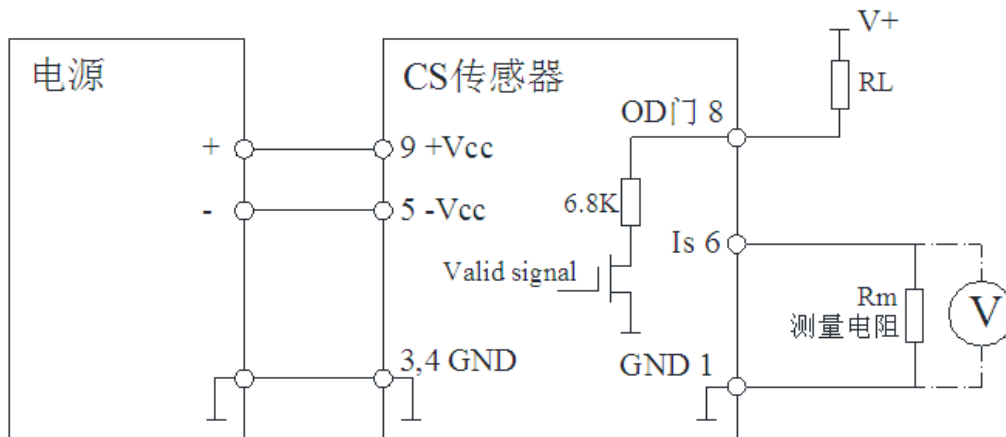 电源
+
-
CS传感器
9 +Vcc
5 -Vcc
3,4 GND
OD门 8
6.8K
Valid signal
Is 6
GND 1
V+
RL
Rm
测量电阻
V